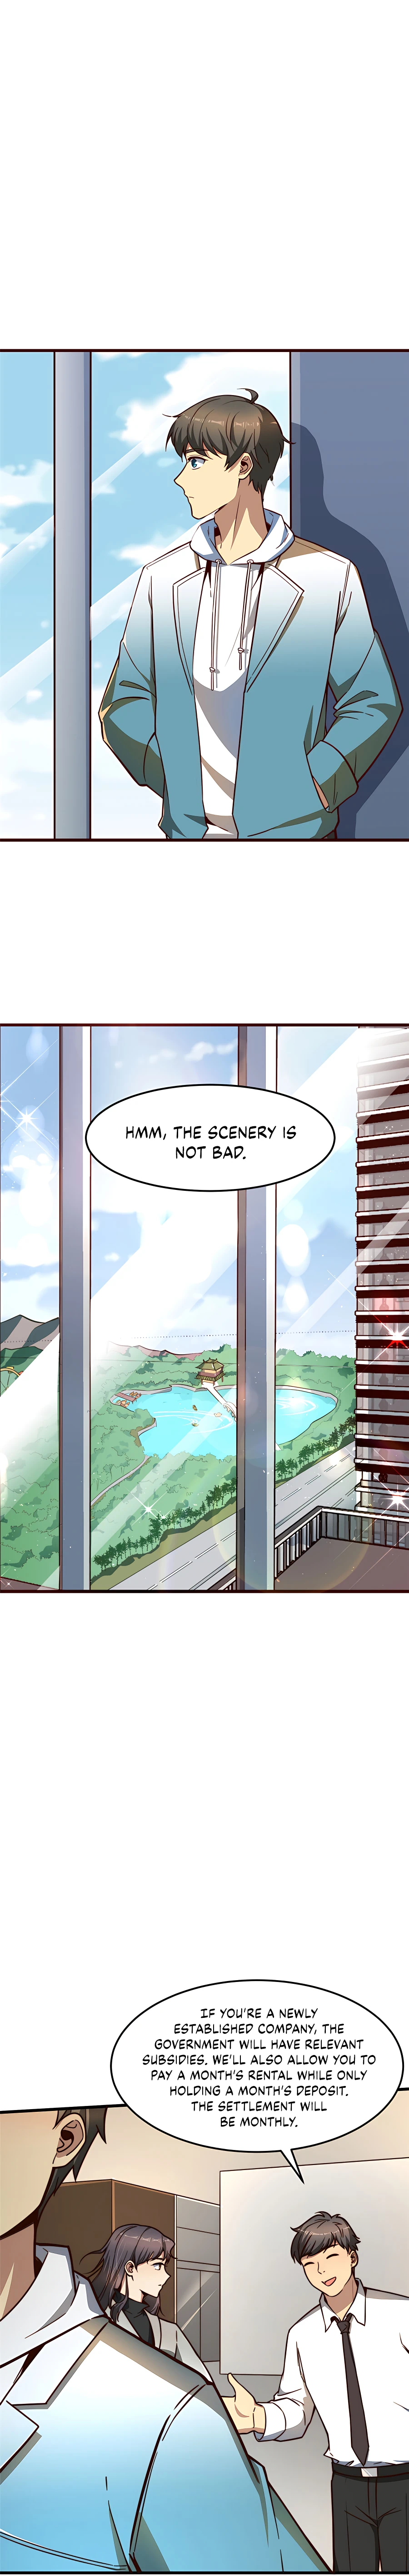 HMM, THE SCENERY IS
NOT BAD.
IF YOU'RE A NEWLY
ESTABLISHED COMPANY, THE
GOVERNMENT WILL HAVE RELEVANT
SUBSIDIES. WE'LL ALSO ALLOW YOU TO
PAY A MONTH'S RENTAL WHILE ONLY
HOLDING A MONTH'S DEPOSIT.
THE SETTLEMENT WILL
BE MONTHLY.